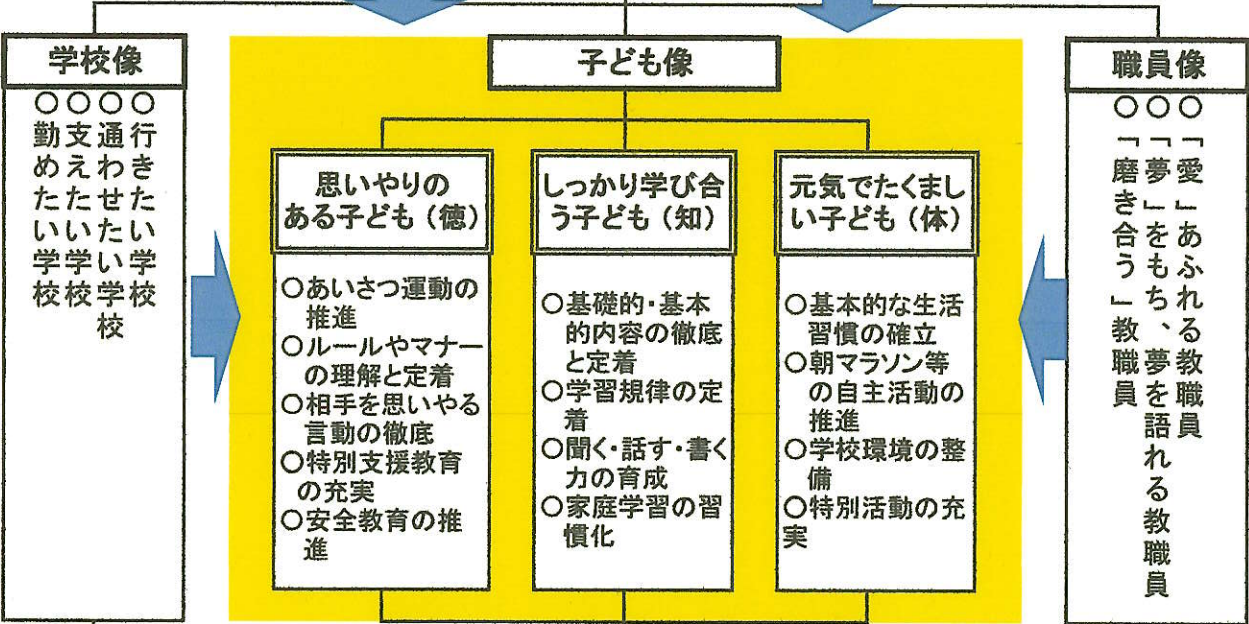 学校像
○行きたい学校
○通わせたい学校
○支えたい学校
○勤めたい学校
子ども像
思いやりの
ある子ども（徳）
○あいさつ運動の
推進
○ルールやマナー
の理解と定着
○相手を思いやる
言動の徹底
○特別支援教育
の充実
○安全教育の推
進
しっかり学び合
う子ども（知）
○基礎的・基本
的内容の徹底
と定着
○学習規律の定
着
○聞く・話す・書く
力の育成
○家庭学習の習
慣化
元気でたくまし
い子ども（体）
○基本的な生活
習慣の確立
○朝マラソン等
の自主活動の
推進
○学校環境の整
備
○特別活動の充
実
職員像
○「愛」あふれる教職員
○「夢」をもち、夢を語れる教職員
○「磨き合う」教職員